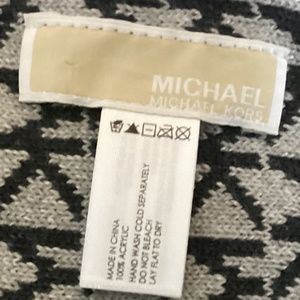 MICHAEL
MICHAEL KORS
MADE IN CHINA
100% ACRYLIC
HAND WASH COLD SEPARATELY
DO NOT BLEACH
LAY FLAT TO DRY